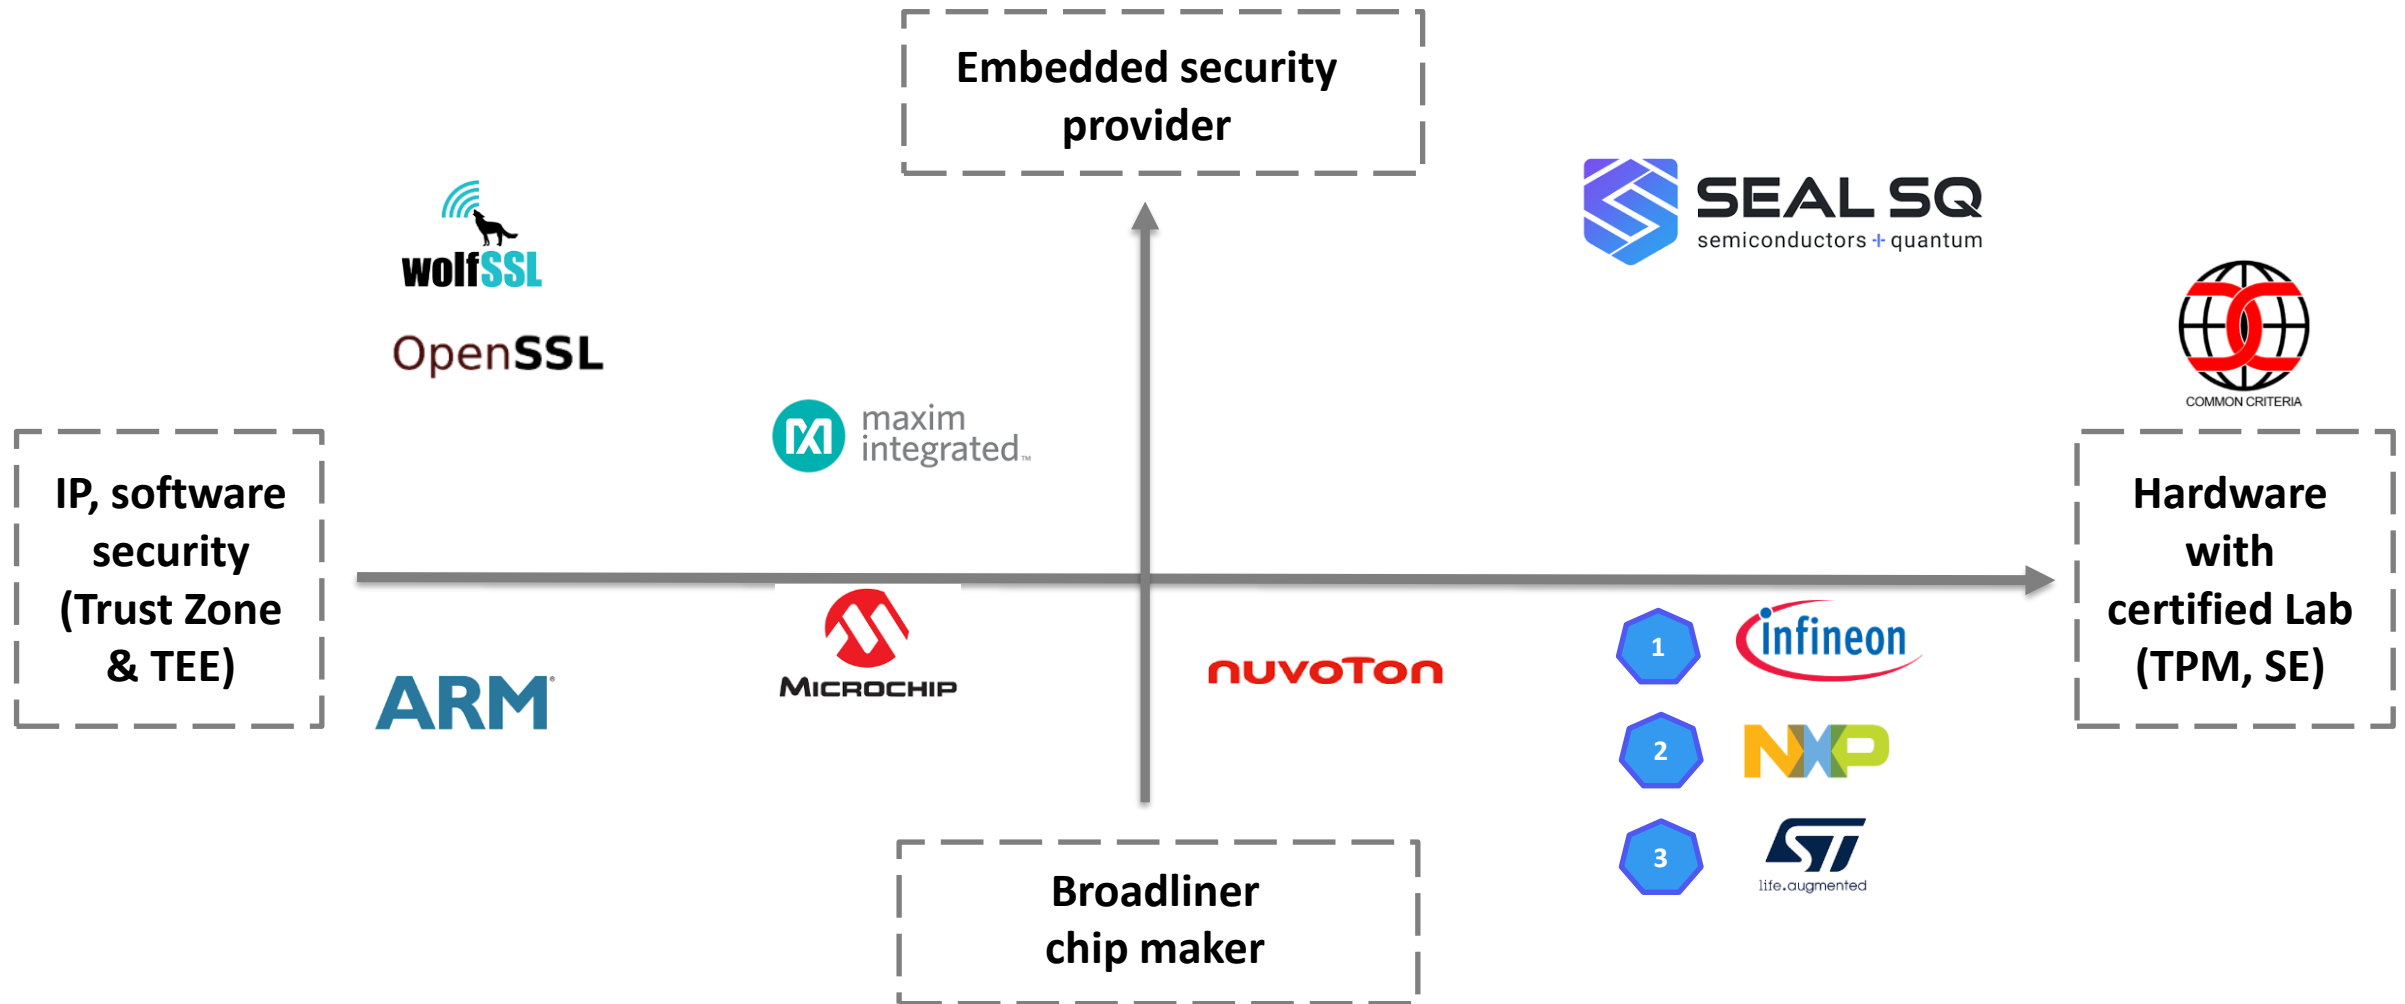 Embedded security
provider
SEAL SQ
semiconductors + quantum
wolfSSL
OpenSSL
COMMON CRITERIA
maxim
integrated™
IP, software
security
(Trust Zone
& TEE)
Hardware
with
certified Lab
(TPM, SE)
ARM®
MICROCHIP
nuvoTon
1
infineon
2
NXP
3
ST
life.augmented
Broadliner
chip maker